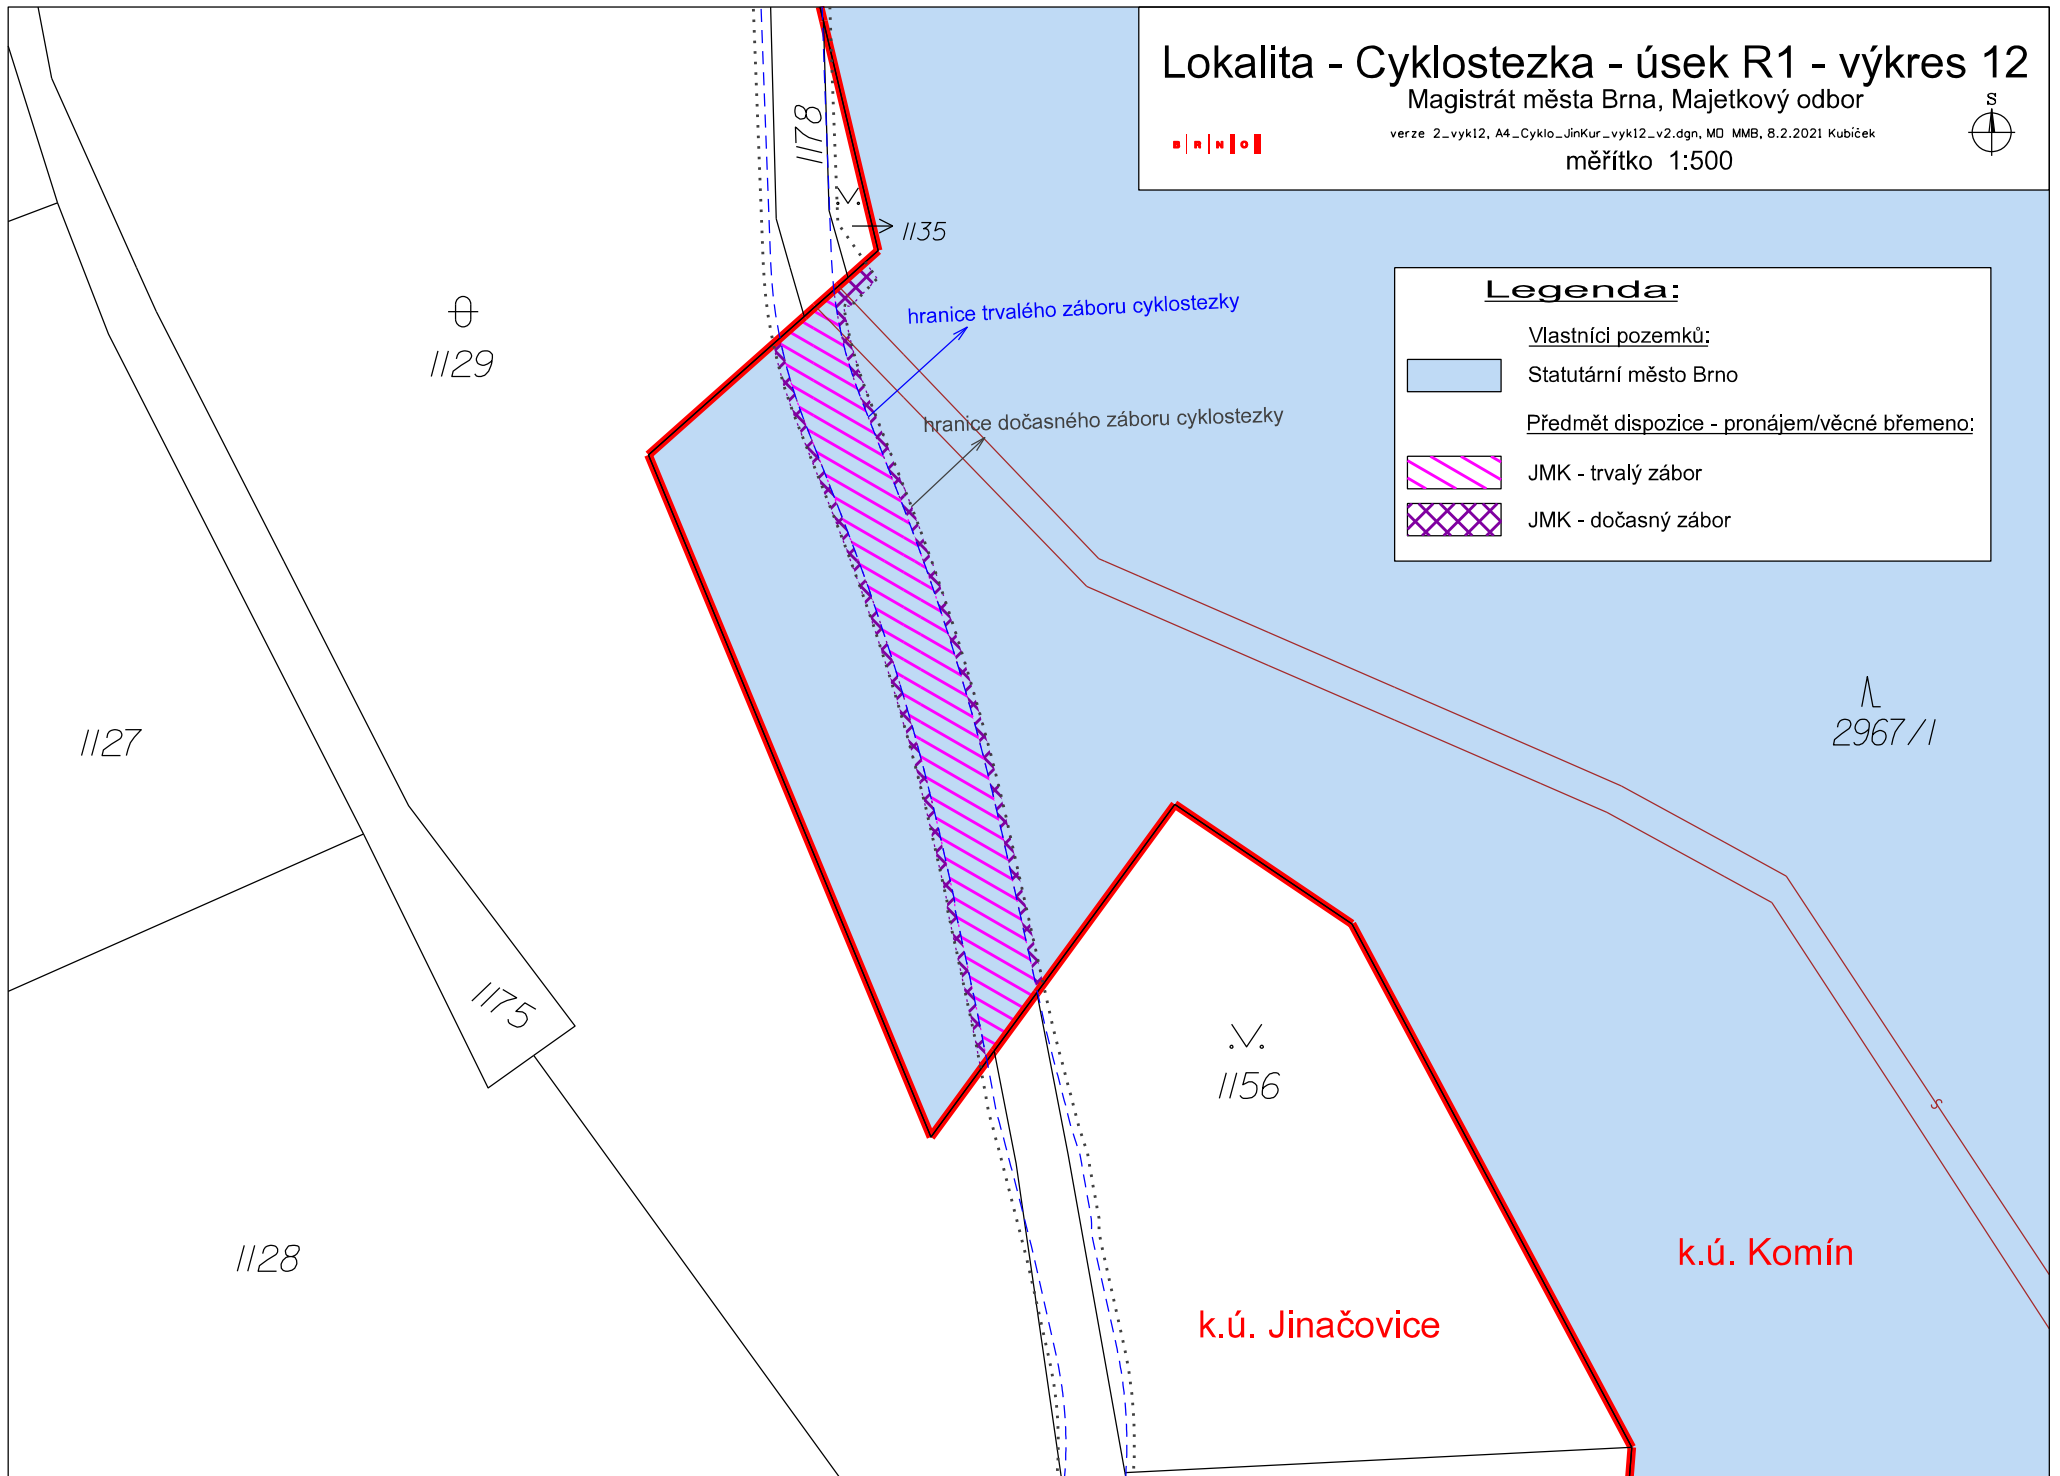 Lokalita - Cyklostezka - úsek R1 - výkres 12
Magistrát města Brna, Majetkový odbor
S
verze 2_vyk12, A4_Cyklo_JinKur_vyk12_v2.dgn, MO MMB, 8.2.2021 Kubíček
BRNO
měřítko 1:500
1178
1135
Legenda:
hranice trvalého záboru cyklostezky
Vlastníci pozemků:
1129
Statutární město Brno
hranice dočasného záboru cyklostezky
Předmět dispozice - pronájem/věcné břemeno:
JMK - trvalý zábor
JMK - dočasný zábor
1127
2967/1
1175
1156
1128
k.ú. Komín
k.ú. Jinačovice